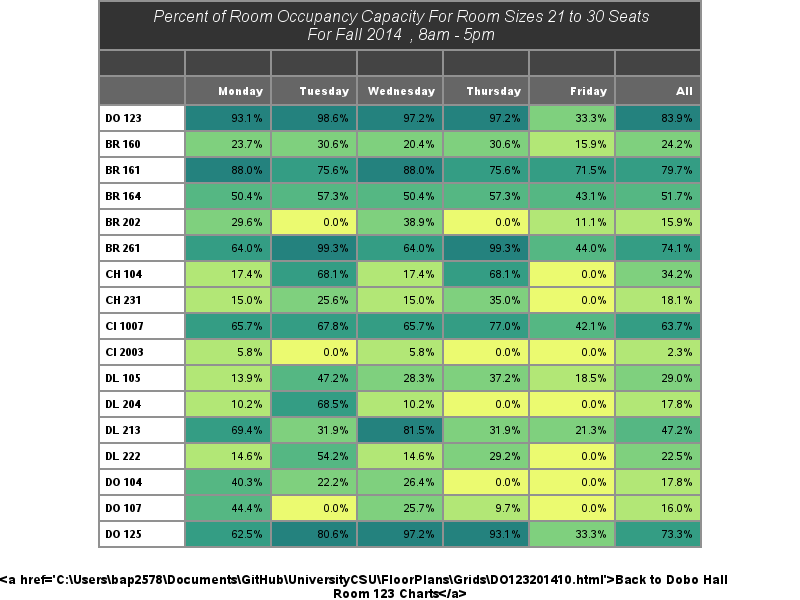 Percent of Room Occupancy Capacity For Room Sizes 21 to 30 Seats
For Fall 2014 , 8am - 5pm
Monday Tuesday Wednesday Thursday Friday All
DO 123 93.1% 98.6% 97.2% 97.2% 33.3% 83.9%
BR 160 23.7% 30.6% 20.4% 30.6% 15.9% 24.2%
BR 161 88.0% 75.6% 88.0% 75.6% 71.5% 79.7%
BR 164 50.4% 57.3% 50.4% 57.3% 43.1% 51.7%
BR 202 29.6% 0.0% 38.9% 0.0% 11.1% 15.9%
BR 261 64.0% 99.3% 64.0% 99.3% 44.0% 74.1%
CH 104 17.4% 68.1% 17.4% 68.1% 0.0% 34.2%
CH 231 15.0% 25.6% 15.0% 35.0% 0.0% 18.1%
CI 1007 65.7% 67.8% 65.7% 77.0% 42.1% 63.7%
CI 2003 5.8% 0.0% 5.8% 0.0% 0.0% 2.3%
DL 105 13.9% 47.2% 28.3% 37.2% 18.5% 29.0%
DL 204 10.2% 68.5% 10.2% 0.0% 0.0% 17.8%
DL 213 69.4% 31.9% 81.5% 31.9% 21.3% 47.2%
DL 222 14.6% 54.2% 14.6% 29.2% 0.0% 22.5%
DO 104 40.3% 22.2% 26.4% 0.0% 0.0% 17.8%
DO 107 44.4% 0.0% 25.7% 9.7% 0.0% 16.0%
DO 125 62.5% 80.6% 97.2% 93.1% 33.3% 73.3%
<a href='C:\Users\bap2578\Documents\GitHub\UniversityCSU\FloorPlans\Grids\DO123201410.html'>Back to Dobo Hall
Room 123 Charts</a>